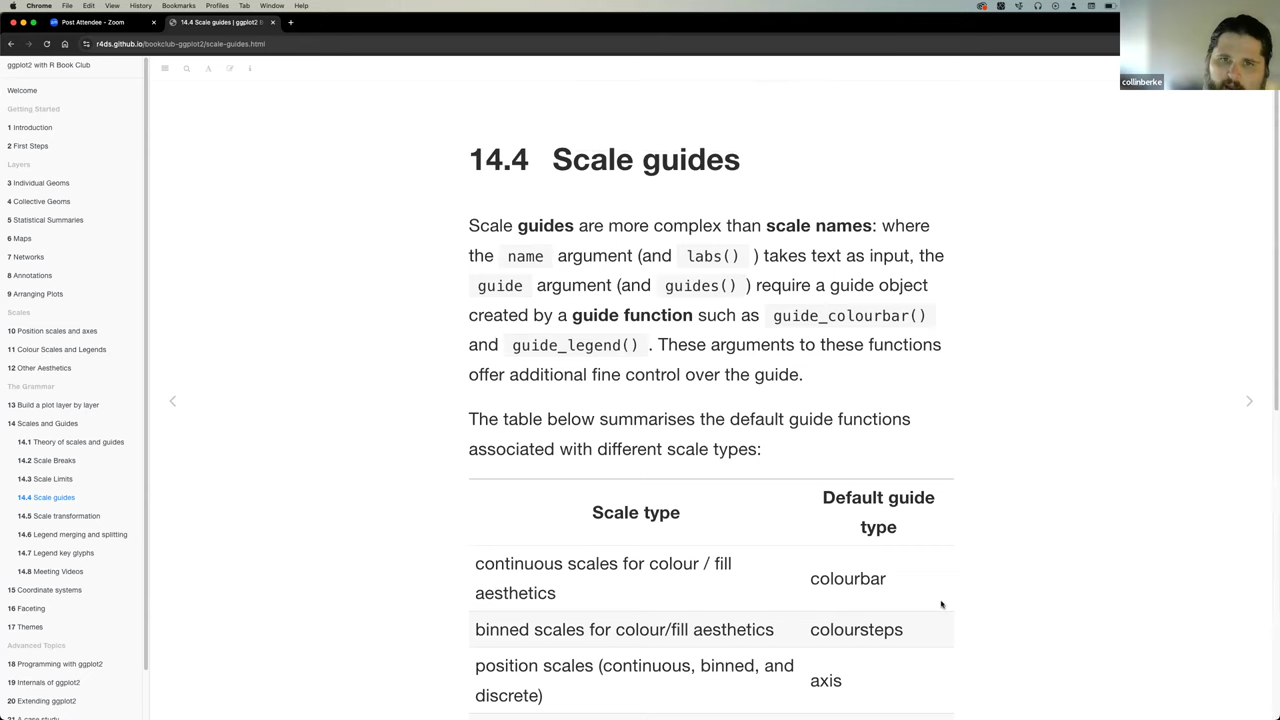 Chrome File Edit View History Bookmarks Profiles Tab Window Help
Post Attendee - Zoom
14.4 Scale guides | ggplot2
r4ds.github.io/bookclub-ggplot2/scale-guides.html
collinberke
ggplot2 with R Book Club
Welcome
Getting Started
1 Introduction
2 First Steps
Layers
3 Individual Geoms
4 Collective Geoms
5 Statistical Summaries
6 Maps
7 Networks
8 Annotations
9 Arranging Plots
Scales
10 Position scales and axes
11 Colour Scales and Legends
12 Other Aesthetics
The Grammar
13 Build a plot layer by layer
14 Scales and Guides
14.1 Theory of scales and guides
14.2 Scale Breaks
14.3 Scale Limits
14.4 Scale guides
14.5 Scale transformation
14.6 Legend merging and splitting
14.7 Legend key glyphs
14.8 Meeting Videos
15 Coordinate systems
16 Faceting
17 Themes
Advanced Topics
18 Programming with ggplot2
19 Internals of ggplot2
20 Extending ggplot2
21 A case study
14.4 Scale guides
Scale guides are more complex than scale names: where
the name argument (and labs() ) takes text as input, the
guide argument (and guides() ) require a guide object
created by a guide function such as guide_colourbar()
and guide_legend() . These arguments to these functions
offer additional fine control over the guide.
The table below summarises the default guide functions
associated with different scale types:
Scale type
Default guide
type
continuous scales for colour / fill
aesthetics
colourbar
binned scales for colour/fill aesthetics
coloursteps
position scales (continuous, binned, and
discrete)
axis